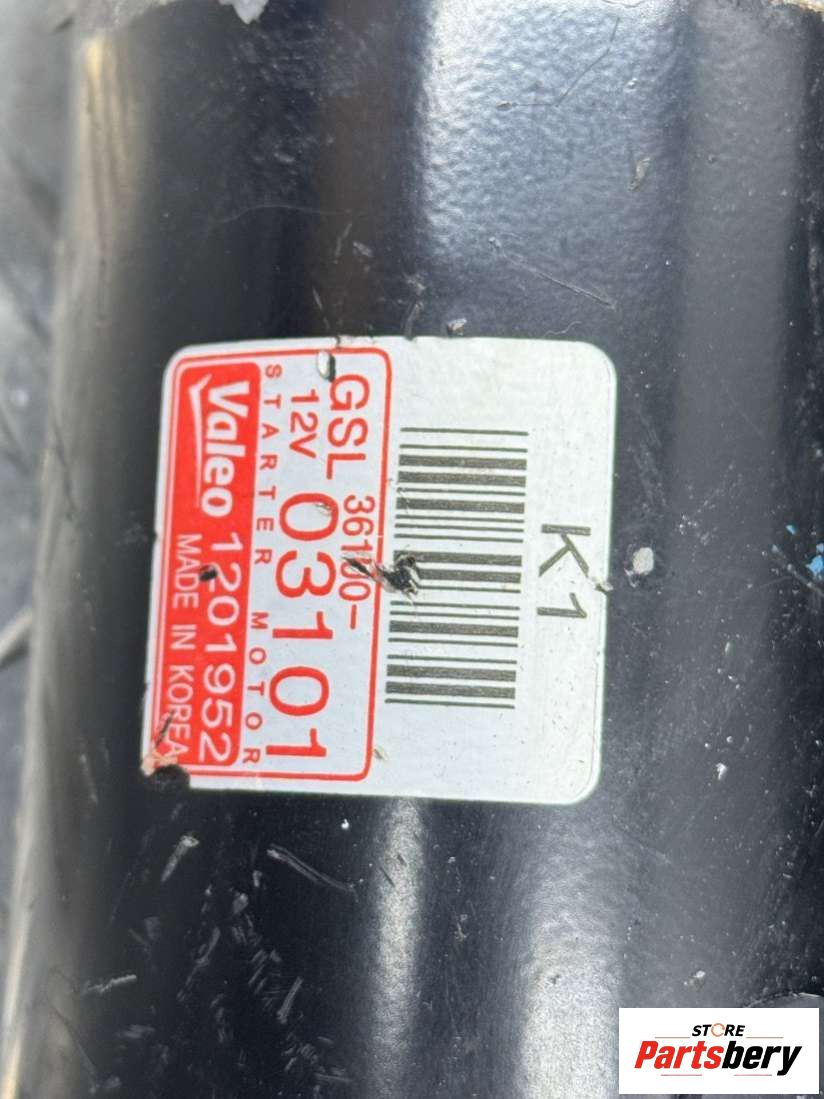 K1
GSL 36100-
12V 03101
STARTER MOTOR
Valeo 1201952
MADE IN KOREA
STORE
Partsbery